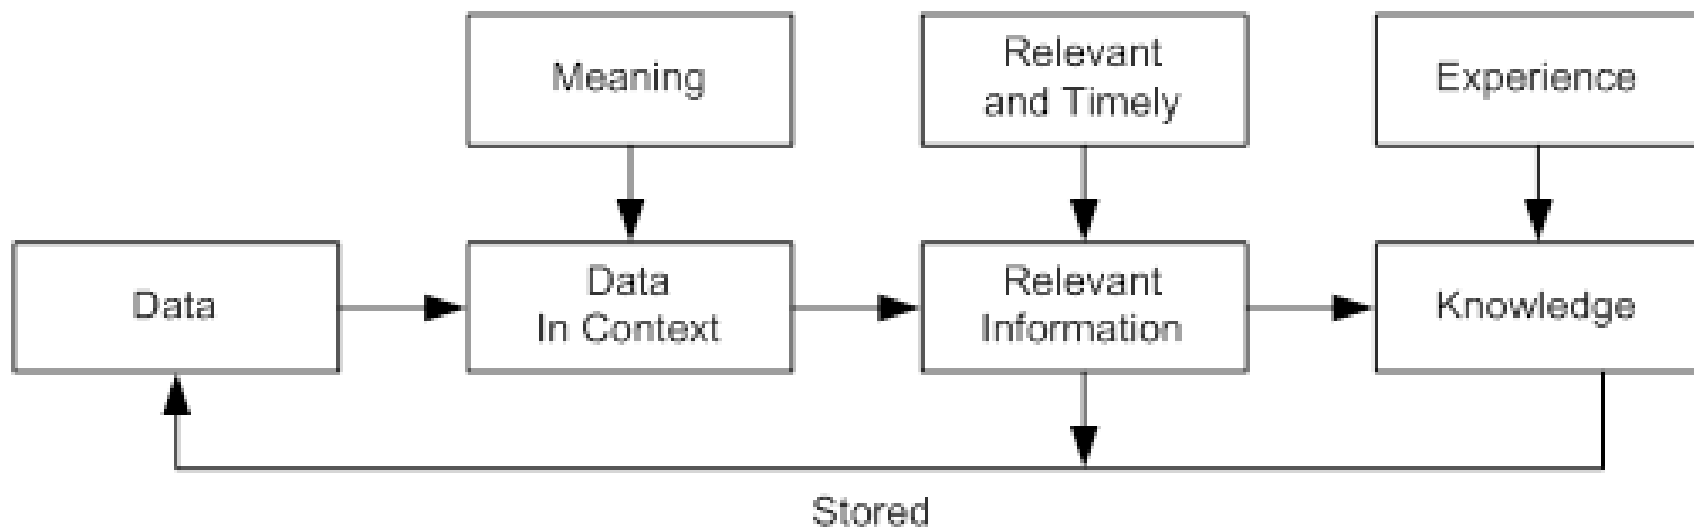 Meaning
Relevant
and Timely
Experience
Data
Data
In Context
Relevant
Information
Knowledge
Stored